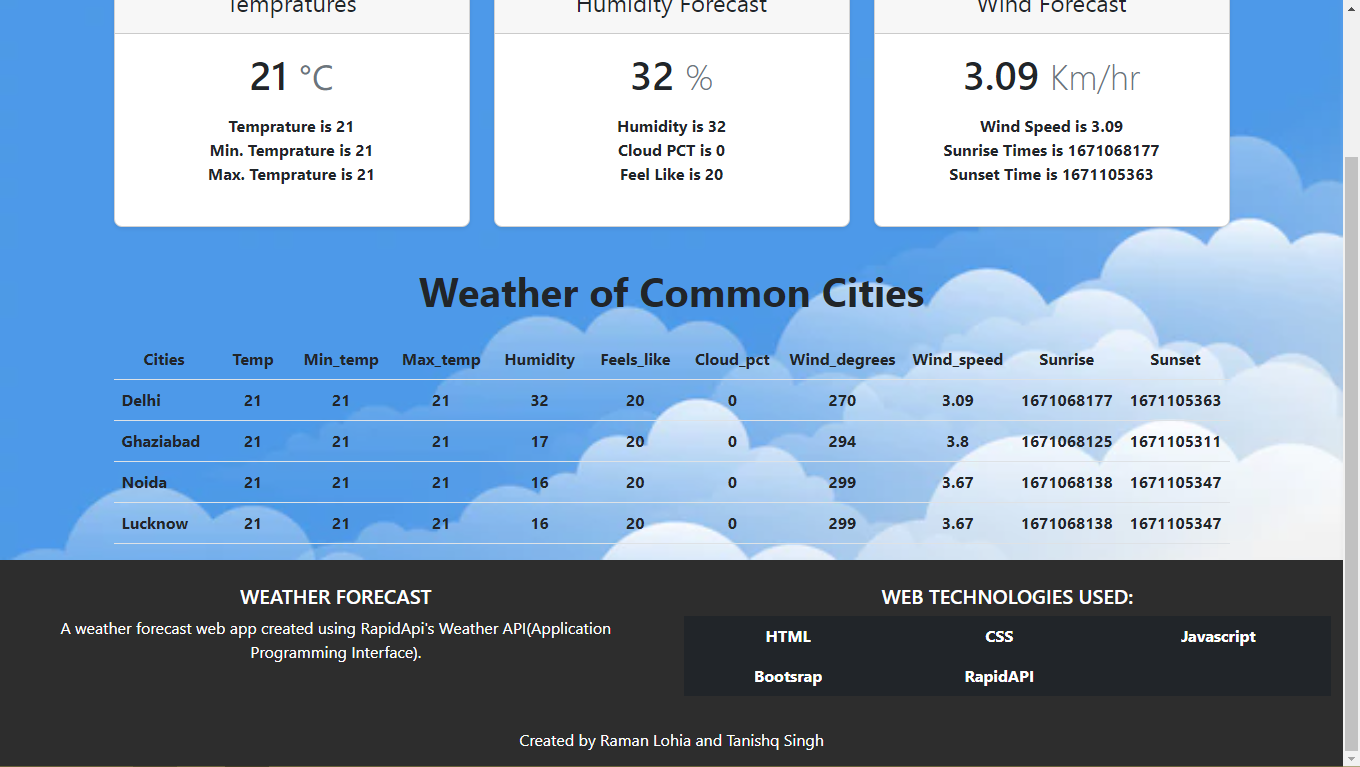 Tempratures Humidity Forecast Wind Forecast
21 °C 32 % 3.09 Km/hr
Temprature is 21 Humidity is 32 Wind Speed is 3.09
Min. Temprature is 21 Cloud PCT is 0 Sunrise Times is 1671068177
Max. Temprature is 21 Feel Like is 20 Sunset Time is 1671105363
Weather of Common Cities
Cities Temp Min_temp Max_temp Humidity Feels_like Cloud_pct Wind_degrees Wind_speed Sunrise Sunset
Delhi 21 21 21 32 20 0 270 3.09 1671068177 1671105363
Ghaziabad 21 21 21 17 20 0 294 3.8 1671068125 1671105311
Noida 21 21 21 16 20 0 299 3.67 1671068138 1671105347
Lucknow 21 21 21 16 20 0 299 3.67 1671068138 1671105347
WEATHER FORECAST WEB TECHNOLOGIES USED:
A weather forecast web app created using RapidApi's Weather API(Application
Programming Interface).
HTML CSS Javascript
Bootsrap RapidAPI
Created by Raman Lohia and Tanishq Singh